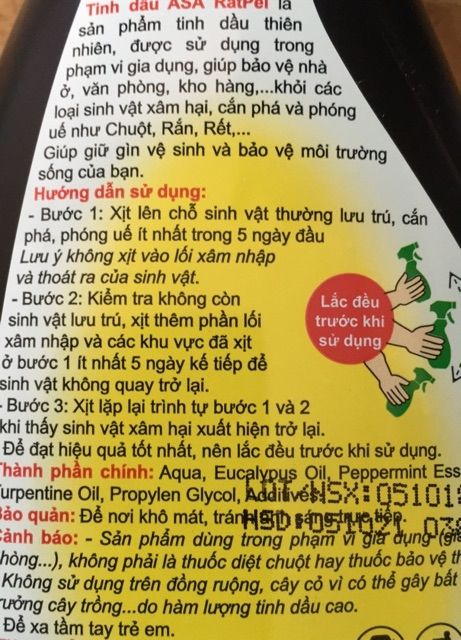 Tinh dầu ASA RatPel là
sản phẩm tinh dầu thiên
nhiên, được sử dụng trong
phạm vi gia dụng, giúp bảo vệ nhà
ở, văn phòng, kho hàng,...khỏi các
loại sinh vật xâm hại, cắn phá và phóng
uế như Chuột, Rắn, Rết,...
Giúp giữ gìn vệ sinh và bảo vệ môi trường
sống của bạn.
Hướng dẫn sử dụng:
- Bước 1: Xịt lên chỗ sinh vật thường lưu trú, cắn
phá, phóng uế ít nhất trong 5 ngày đầu
Lưu ý không xịt vào lối xâm nhập
và thoát ra của sinh vật.
- Bước 2: Kiểm tra không còn
sinh vật lưu trú, xịt thêm phần lối
xâm nhập và các khu vực đã xịt
ở bước 1 ít nhất 5 ngày kế tiếp để
sinh vật không quay trở lại.
- Bước 3: Xịt lặp lại trình tự bước 1 và 2
khi thấy sinh vật xâm hại xuất hiện trở lại.
Để đạt hiệu quả tốt nhất, nên lắc đều trước khi sử dụng.
Lắc đều
trước khi
sử dụng
Thành phần chính: Aqua, Eucalypus Oil, Peppermint Ess
Turpentine Oil, Propylen Glycol, Additives
Bảo quản: Để nơi khô mát, tránh ánh sáng trực tiếp.
HSX: 05101
HSD:
Cảnh báo: - Sản phẩm dùng trong phạm vi gia dụng (gia
phòng...), không phải là thuốc diệt chuột hay thuốc bảo vệ th
Không sử dụng trên đồng ruộng, cây cỏ vì có thể gây bất
trưởng cây trồng...do hàm lượng tinh dầu cao.
Để xa tầm tay trẻ em.